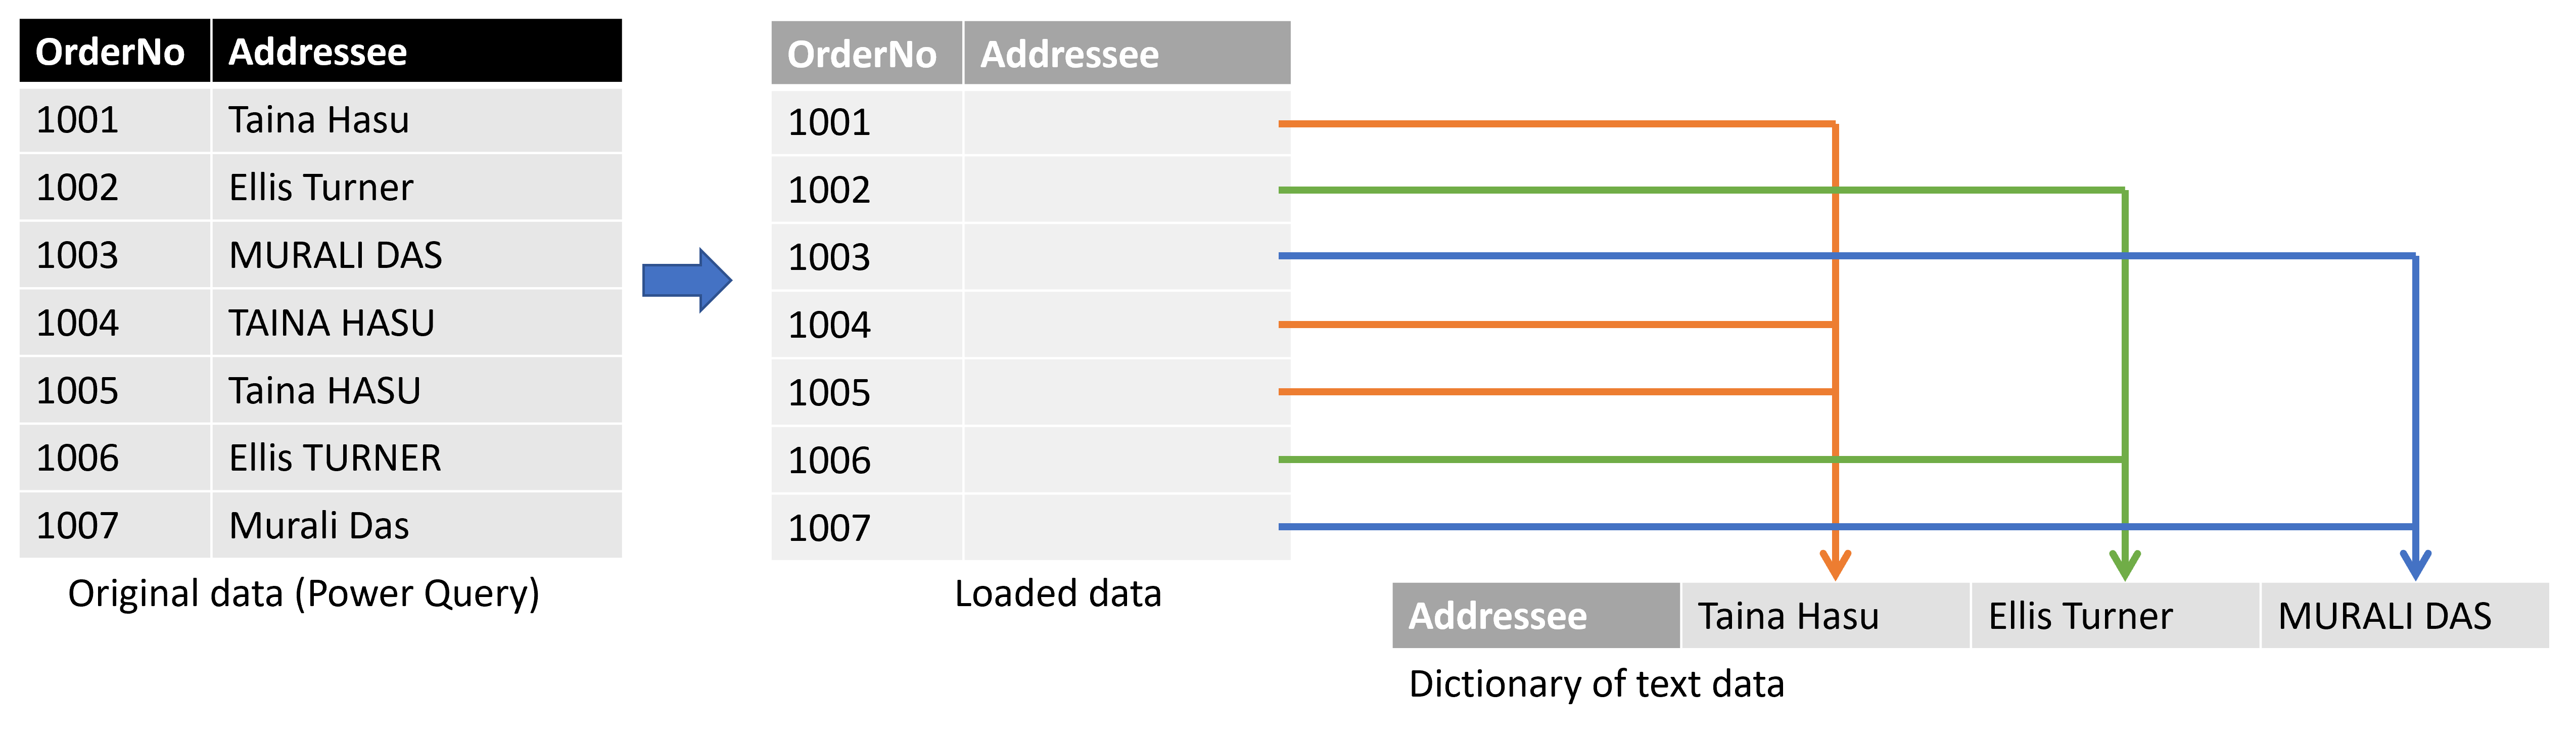 OrderNo Addressee
1001 Taina Hasu
1002 Ellis Turner
1003 MURALI DAS
1004 TAINA HASU
1005 Taina HASU
1006 Ellis TURNER
1007 Murali Das
Original data (Power Query)
OrderNo Addressee
1001
1002
1003
1004
1005
1006
1007
Loaded data
Addressee Taina Hasu Ellis Turner MURALI DAS
Dictionary of text data